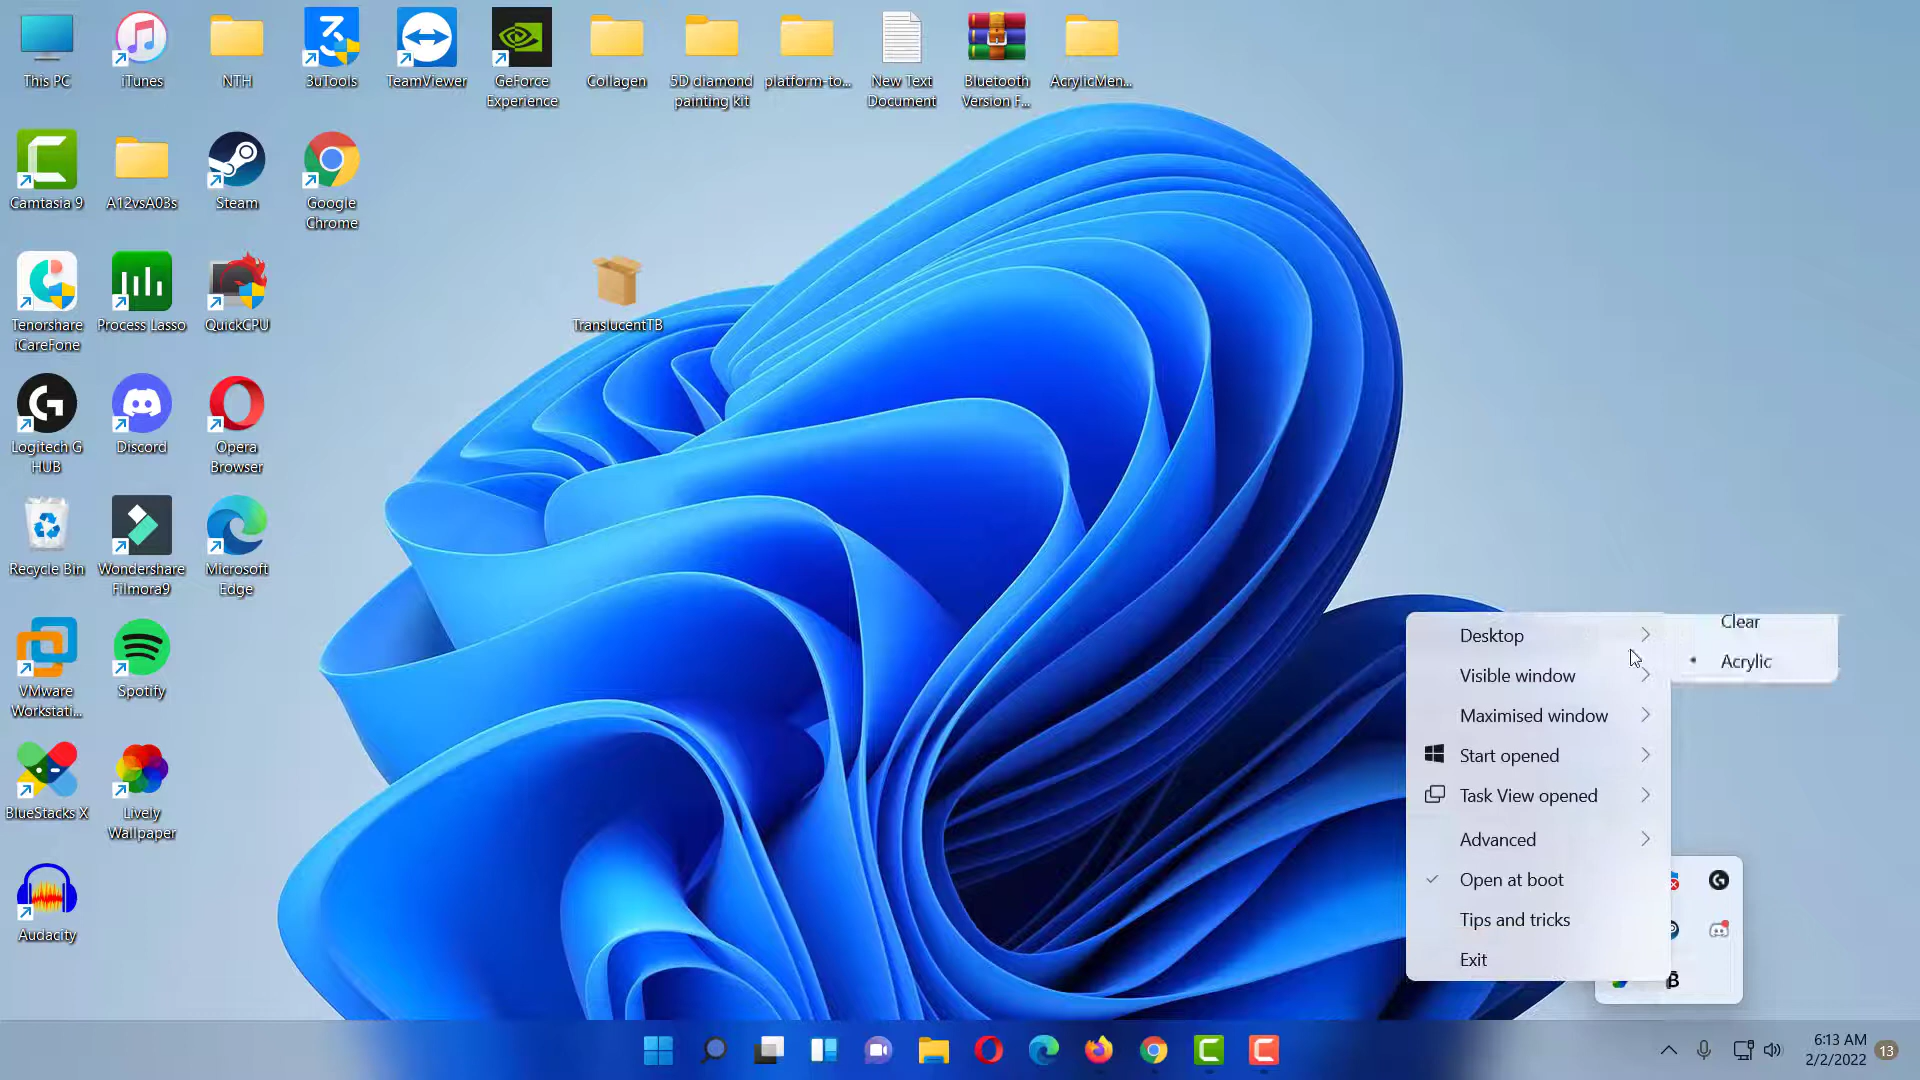 This PC
iTunes
NTH
3uTools
TeamViewer
GeForce
Experience
Collagen
5D diamond
painting kit
platform-to...
New Text
Document
Bluetooth
Version F...
AcrylicMen...
Camtasia 9
A12vsA03s
Steam
Google
Chrome
Tenorshare
iCareFone
Process Lasso
QuickCPU
TranslucentTB
Logitech G
HUB
Discord
Opera
Browser
Recycle Bin
Wondershare
Filmora9
Microsoft
Edge
VMware
Workstati...
Spotify
BlueStacks X
Lively
Wallpaper
Audacity
Desktop
Visible window
Maximised window
Start opened
Task View opened
Advanced
Open at boot
Tips and tricks
Exit
Clear
Acrylic
6:13 AM
2/2/2022
13